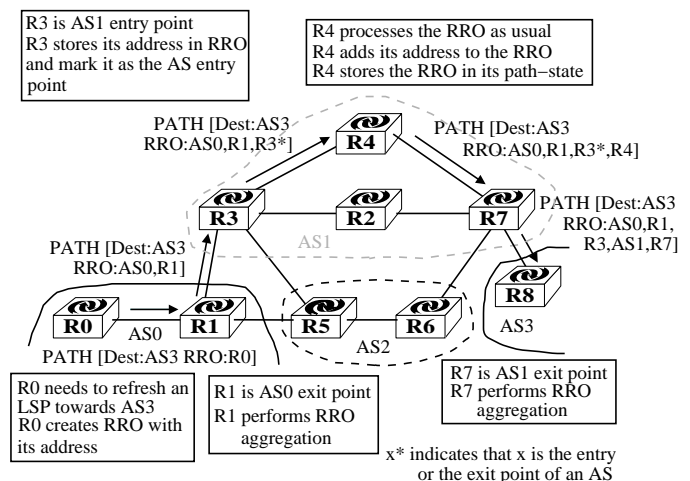 R3 is AS1 entry point
R3 stores its address in RRO
and mark it as the AS entry
point
R4 processes the RRO as usual
R4 adds its address to the RRO
R4 stores the RRO in its path−state
PATH [Dest:AS3
RRO:AS0,R1,R3*]
R4
PATH [Dest:AS3
RRO:AS0,R1,R3*,R4]
R3
R2
R7
PATH [Dest:AS3
RRO:AS0,R1,
R3,AS1,R7]
AS1
PATH [Dest:AS3
RRO:AS0,R1]
R8
R0
R1
R5
R6
AS0
AS2
AS3
PATH [Dest:AS3 RRO:R0]
R0 needs to refresh an
LSP towards AS3
R0 creates RRO with
its address
R1 is AS0 exit point
R1 performs RRO
aggregation
R7 is AS1 exit point
R7 performs RRO
aggregation
x* indicates that x is the entry
or the exit point of an AS